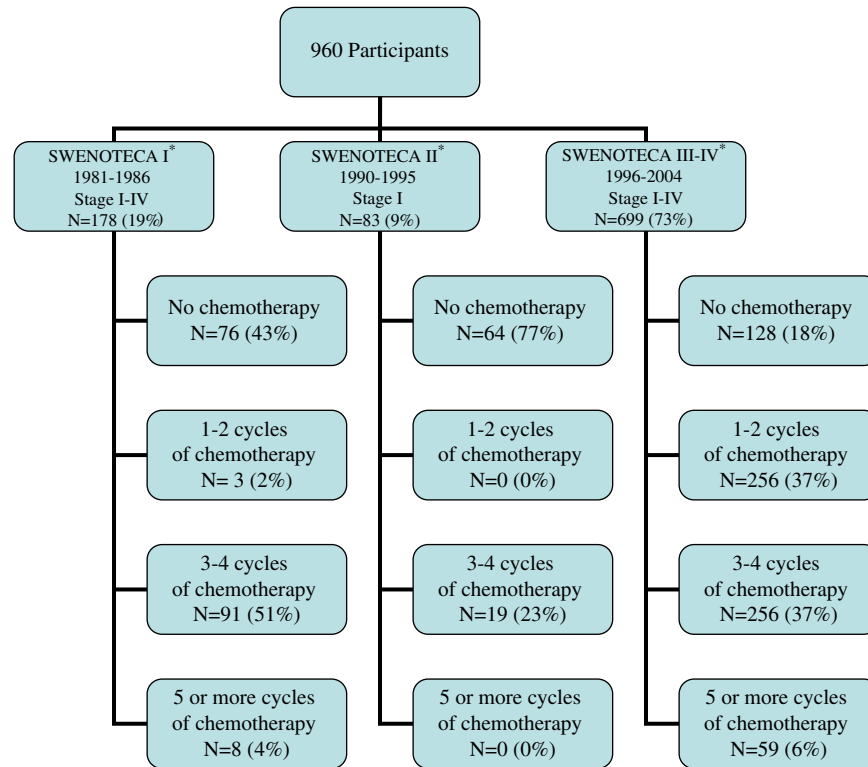 960 Participants
SWENOTECA I*
1981-1986
Stage I-IV
N=178 (19%)
SWENOTECA II*
1990-1995
Stage I
N=83 (9%)
SWENOTECA III-IV*
1996-2004
Stage I-IV
N=699 (73%)
No chemotherapy
N=76 (43%)
No chemotherapy
N=64 (77%)
No chemotherapy
N=128 (18%)
1-2 cycles
of chemotherapy
N= 3 (2%)
1-2 cycles
of chemotherapy
N=0 (0%)
1-2 cycles
of chemotherapy
N=256 (37%)
3-4 cycles
of chemotherapy
N=91 (51%)
3-4 cycles
of chemotherapy
N=19 (23%)
3-4 cycles
of chemotherapy
N=256 (37%)
5 or more cycles
of chemotherapy
N=8 (4%)
5 or more cycles
of chemotherapy
N=0 (0%)
5 or more cycles
of chemotherapy
N=59 (6%)